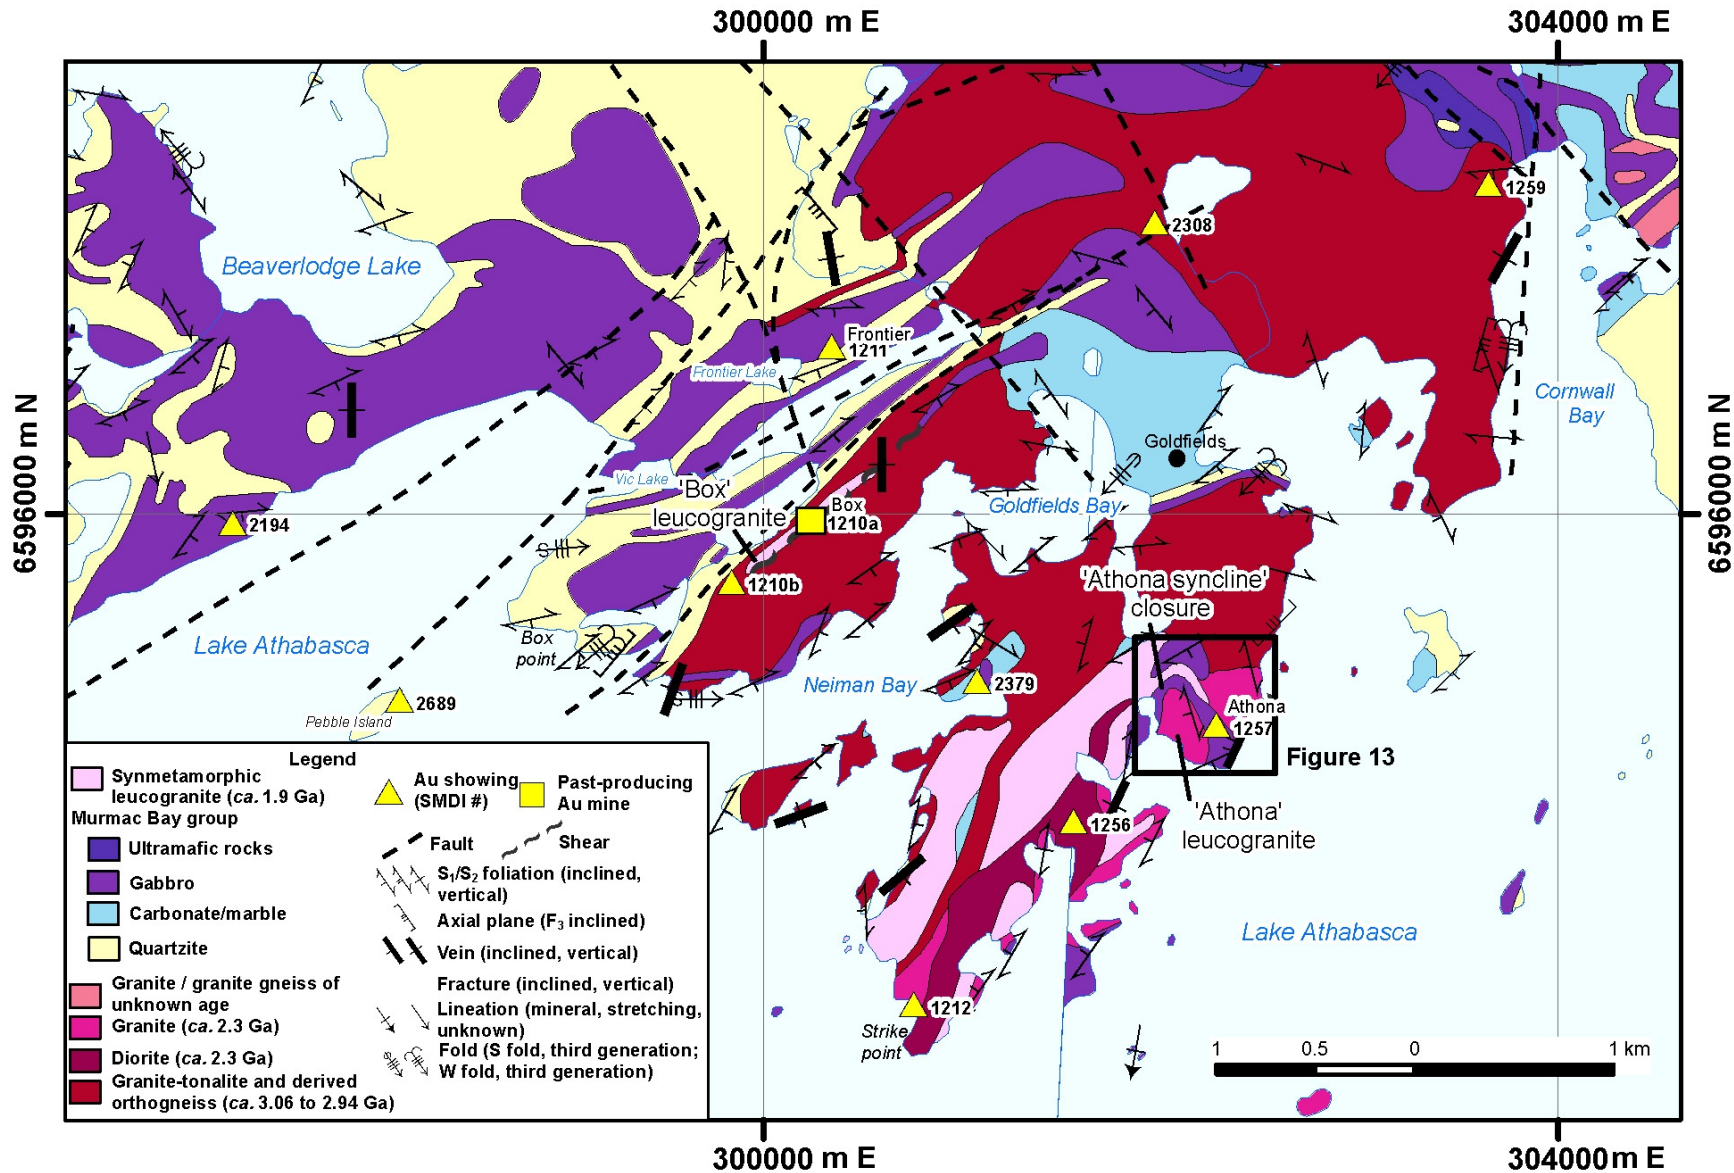 300000 m E
304000 m E
6596000 m N
6596000 m N
Beaverlodge Lake
1259
2308
Frontier
1211
Frontier Lake
Cornwall
Bay
Goldfields
Vic Lake
'Box'
leucogranite
Box
1210a
Goldfields Bay
2194
'Athona syncline'
closure
1210b
Box
point
Lake Athabasca
Neiman Bay
2379
2689
Pebble Island
Athona
1257
Figure 13
1256
'Athona'
leucogranite
Lake Athabasca
1212
Strike
point
S
S
Legend
Synmetamorphic
leucogranite (ca. 1.9 Ga)
Murmac Bay group
Ultramafic rocks
Gabbro
Carbonate/marble
Quartzite
Granite / granite gneiss of
unknown age
Granite (ca. 2.3 Ga)
Diorite (ca. 2.3 Ga)
Granite-tonalite and derived
orthogneiss (ca. 3.06 to 2.94 Ga)
Au showing
(SMDI #)
Past-producing
Au mine
Fault
Shear
S1/S2 foliation (inclined,
vertical)
Axial plane (F3 inclined)
Vein (inclined, vertical)
Fracture (inclined, vertical)
Lineation (mineral, stretching,
unknown)
Fold (S fold, third generation;
W fold, third generation)
1 0.5 0 1 km
300000 m E
304000 m E